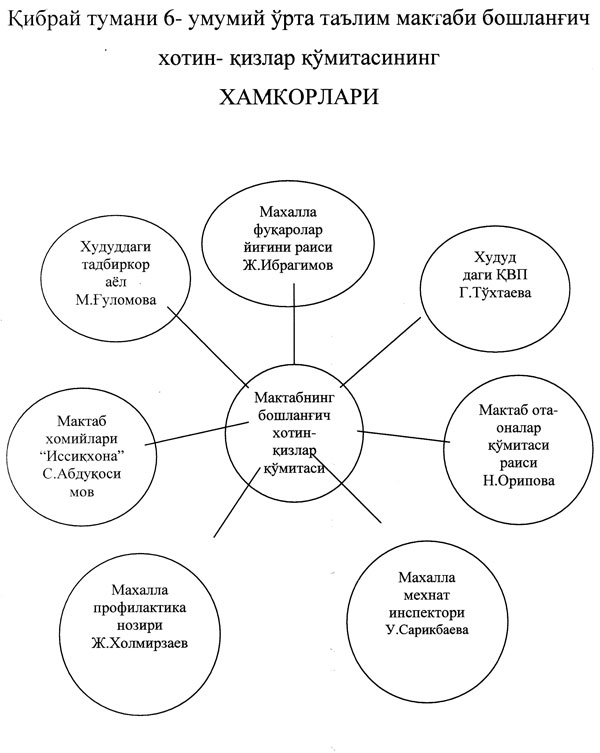 Қибрай тумани 6- умумий ўрта таълим мактаби бошланғич
хотин- қизлар қўмитасининг
ХАМКОРЛАРИ
Махалла
фуқаролар
йиғини раиси
Ж.Ибрагимов
Худуддаги
тадбиркор
аёл
М.Ғуломова
Худуд
даги ҚВП
Г.Тўхтаева
Мактабнинг
бошланғич
хотин-
қизлар
қўмитаси
Мактаб
хомийлари
“Иссиқхона”
С.Абдуқоси
мов
Мактаб ота-
оналар
қўмитаси
раиси
Н.Орипова
Махалла
профилактика
нозири
Ж.Холмирзаев
Махалла
мехнат
инспектори
У.Сарикбаева